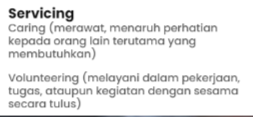 Servicing
Caring (merawat, menaruh perhatian
kepada orang lain terutama yang
membutuhkan)
Volunteering (melayani dalam pekerjaan,
tugas, ataupun kegiatan dengan sesama
secara tulus)